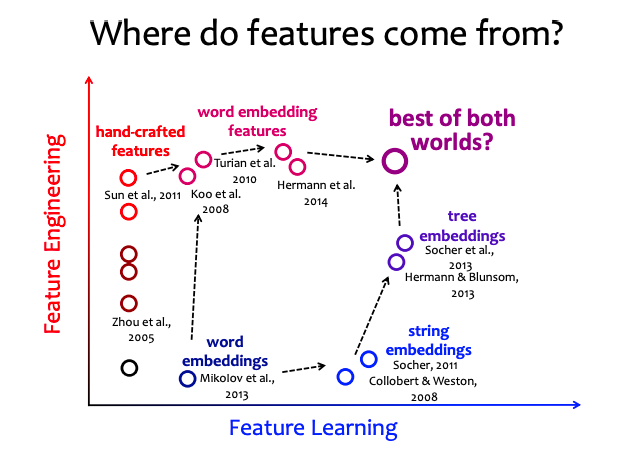 Where do features come from?
Feature Engineering
hand-crafted
features
Sun et al., 2011
Zhou et al.,
2005
word embedding
features
Turian et al.
2010
Koo et al.
2008
Hermann et al.
2014
best of both
worlds?
tree
embeddings
Socher et al.,
2013
Hermann & Blunsom,
2013
word
embeddings
Mikolov et al.,
2013
string
embeddings
Socher, 2011
Collobert & Weston,
2008
Feature Learning